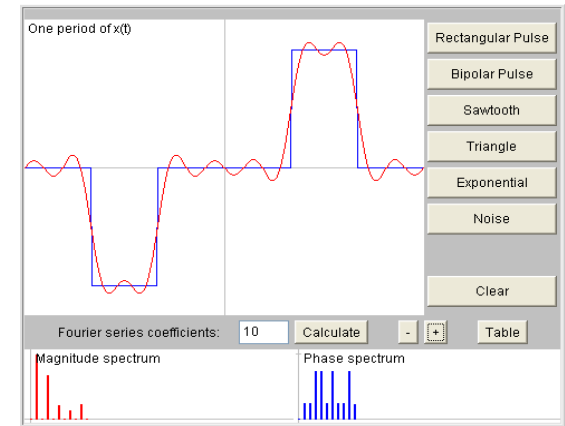 One period of x(t)
Rectangular Pulse
Bipolar Pulse
Sawtooth
Triangle
Exponential
Noise
Clear
Fourier series coefficients: 10 Calculate - + Table
Magnitude spectrum Phase spectrum